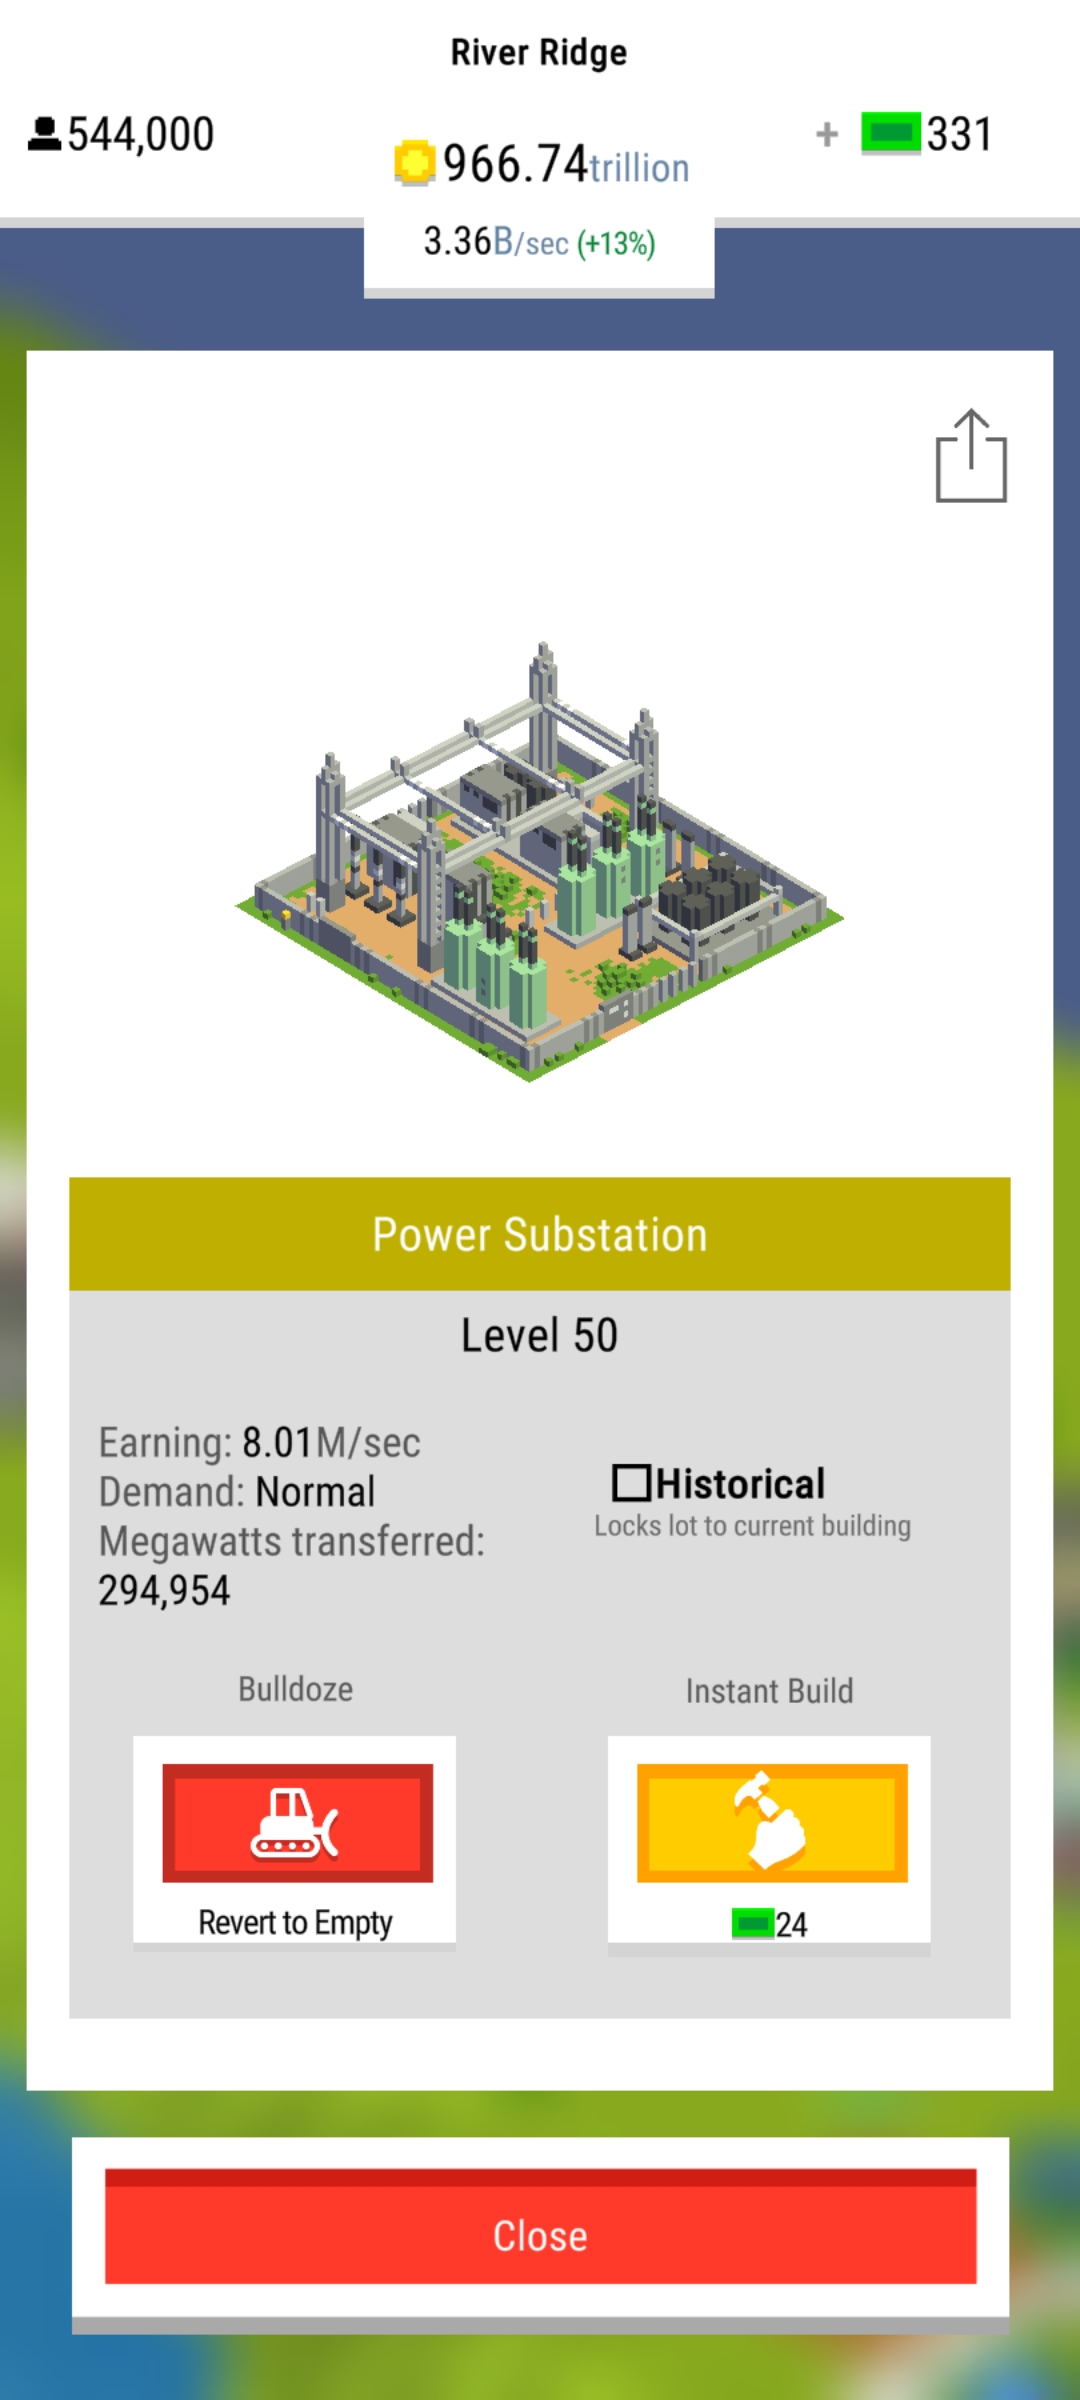 River Ridge
544,000
966.74trillion
+ 331
3.36B/sec (+13%)
Power Substation
Level 50
Earning: 8.01M/sec
Demand: Normal
Megawatts transferred:
294,954
Historical
Locks lot to current building
Bulldoze
Instant Build
Revert to Empty
24
Close